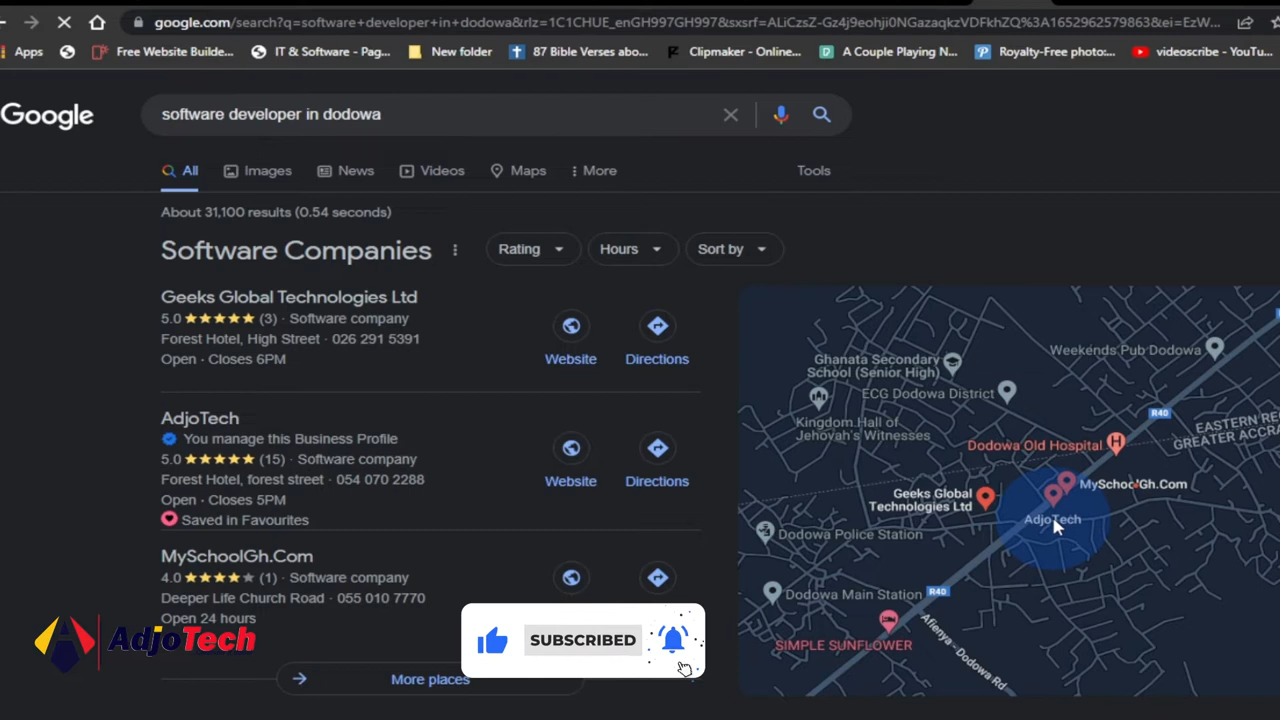 google.com/search?q=software+developer+in+dodowa&rlz=1C1CHUE_enGH997GH997&sxsrf=ALiCzsZ-Gz4j9eohji0NGazaqkzVDFkhZQ%3A1652962579863&ei=EzW...
Apps
Free Website Builde...
IT & Software - Pag...
New folder
87 Bible Verses abo...
Clipmaker - Online...
A Couple Playing N...
Royalty-Free photo:...
videoscribe - YouTu...
Google
software developer in dodowa
All
Images
News
Videos
Maps
More
Tools
About 31,100 results (0.54 seconds)
Software Companies
Rating
Hours
Sort by
Geeks Global Technologies Ltd
5.0 (3) · Software company
Forest Hotel, High Street · 026 291 5391
Open · Closes 6PM
Website
Directions
AdjoTech
You manage this Business Profile
5.0 (15) · Software company
Forest Hotel, forest street · 054 070 2288
Open · Closes 5PM
Saved in Favourites
Website
Directions
MySchoolGh.Com
4.0 (1) · Software company
Deeper Life Church Road · 055 010 7770
Open 24 hours
More places
Weekends Pub Dodowa
Ghanata Secondary
School (Senior High)
ECG Dodowa District
Kingdom Hall of
Jehovah's Witnesses
R40
EASTERN RE
GREATER ACCRA
Dodowa Old Hospital
MySchoolGh.Com
Geeks Global
Technologies Ltd
AdjoTech
Dodowa Police Station
Dodowa Main Station
R40
SIMPLE SUNFLOWER
Afienya - Dodowa Rd
AdjoTech
SUBSCRIBED